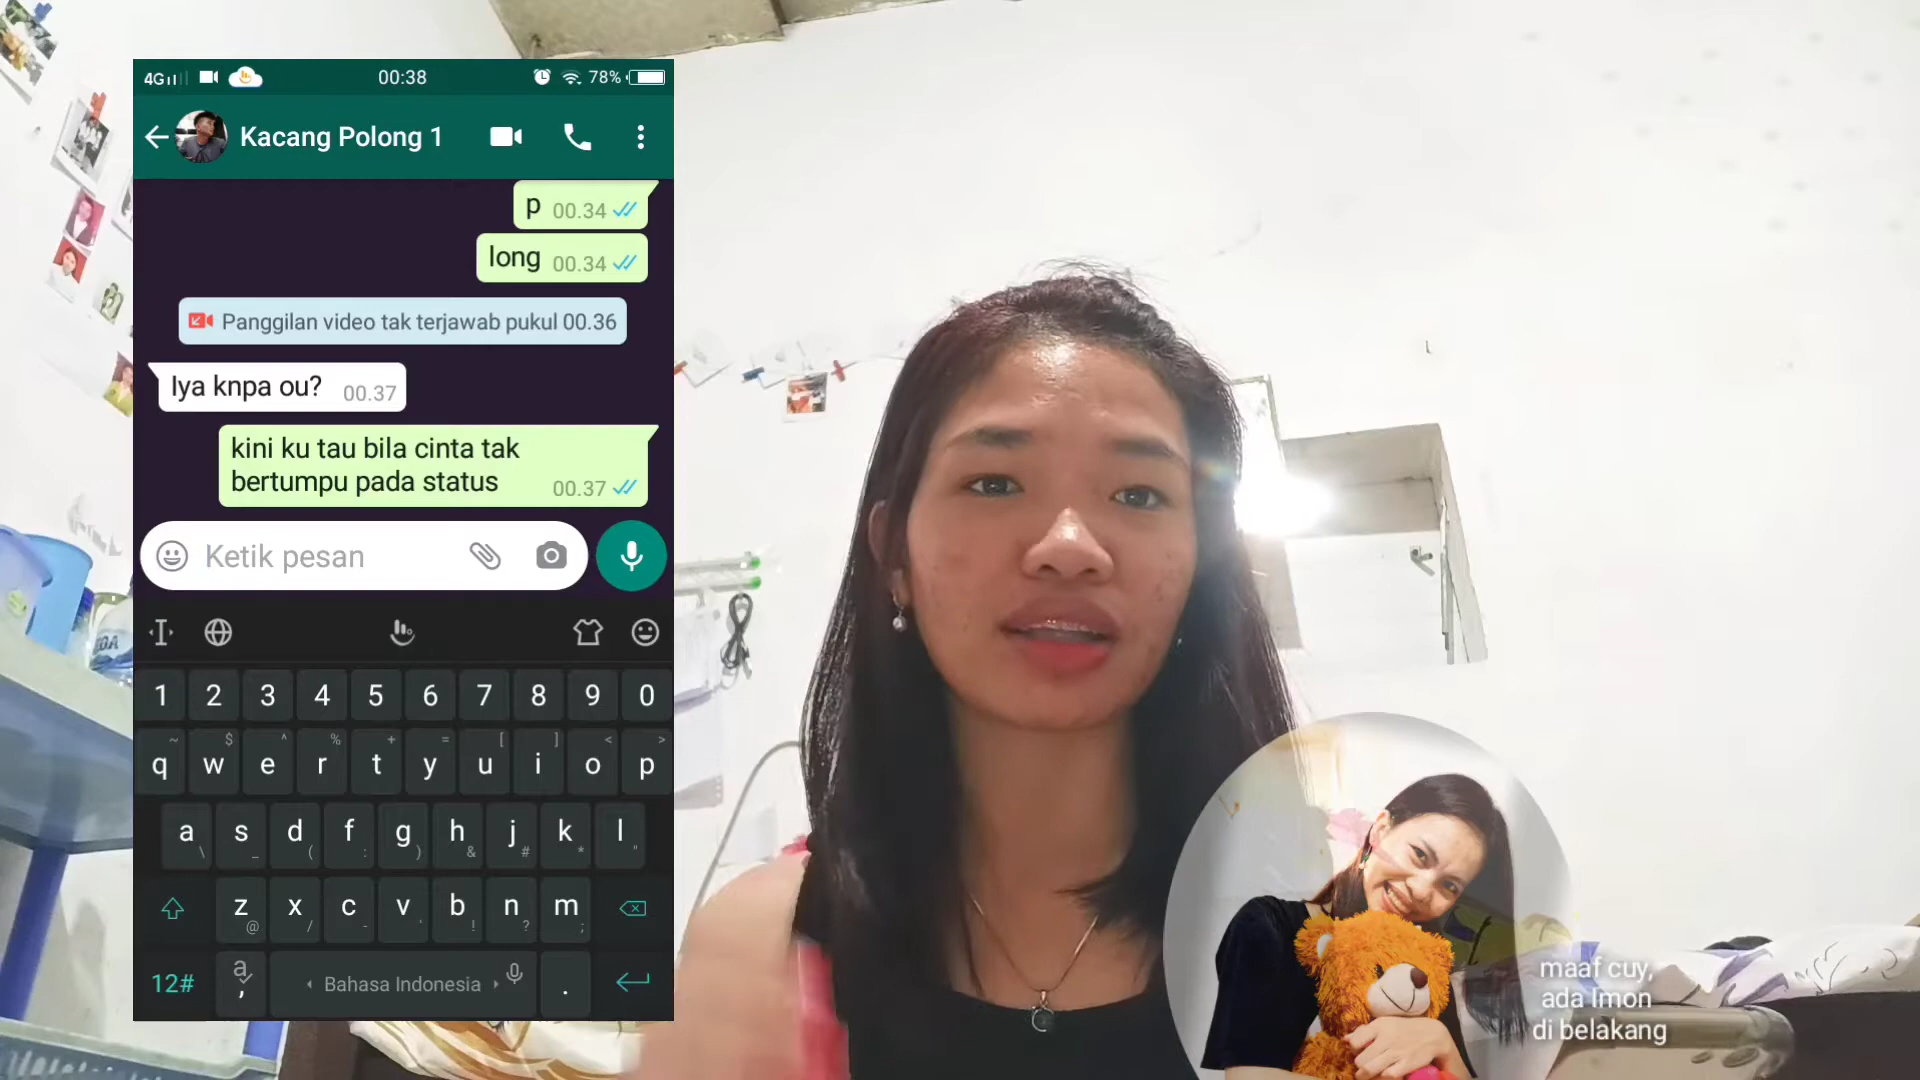 4G 00:38 78%
Kacang Polong 1
p 00.34
long 00.34
Panggilan video tak terjawab pukul 00.36
Iya knpa ou? 00.37
kini ku tau bila cinta tak
bertumpu pada status 00.37
Ketik pesan
1 2 3 4 5 6 7 8 9 0
~ $ ^ % + = [ ] < >
q w e r t y u i o p
a s d f g h j k l
\ _ ( : ) & # * "
z x c v b n m
@ / - ' ! ? ;
12# a , Bahasa Indonesia .
maaf cuy,
ada Imon
di belakang